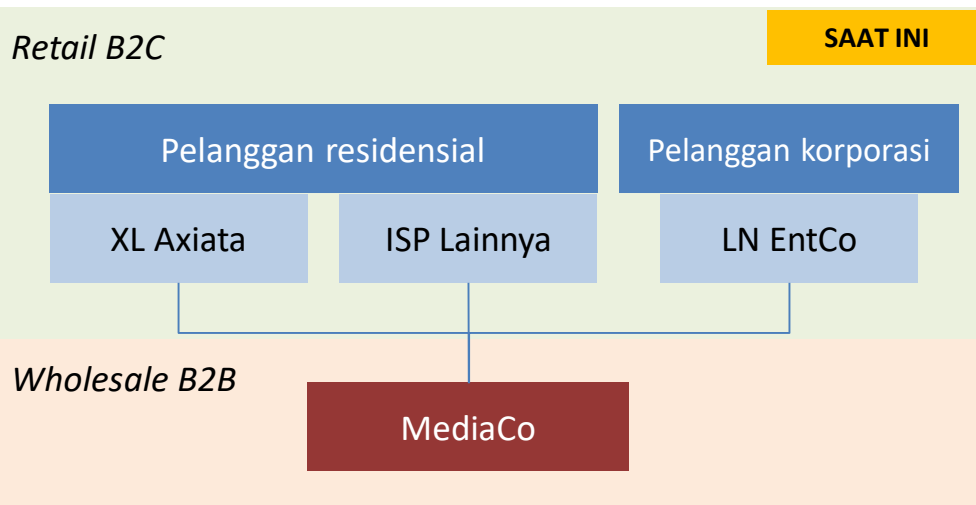 Retail B2C
SAAT INI
Pelanggan residensial
Pelanggan korporasi
XL Axiata
ISP Lainnya
LN EntCo
Wholesale B2B
MediaCo